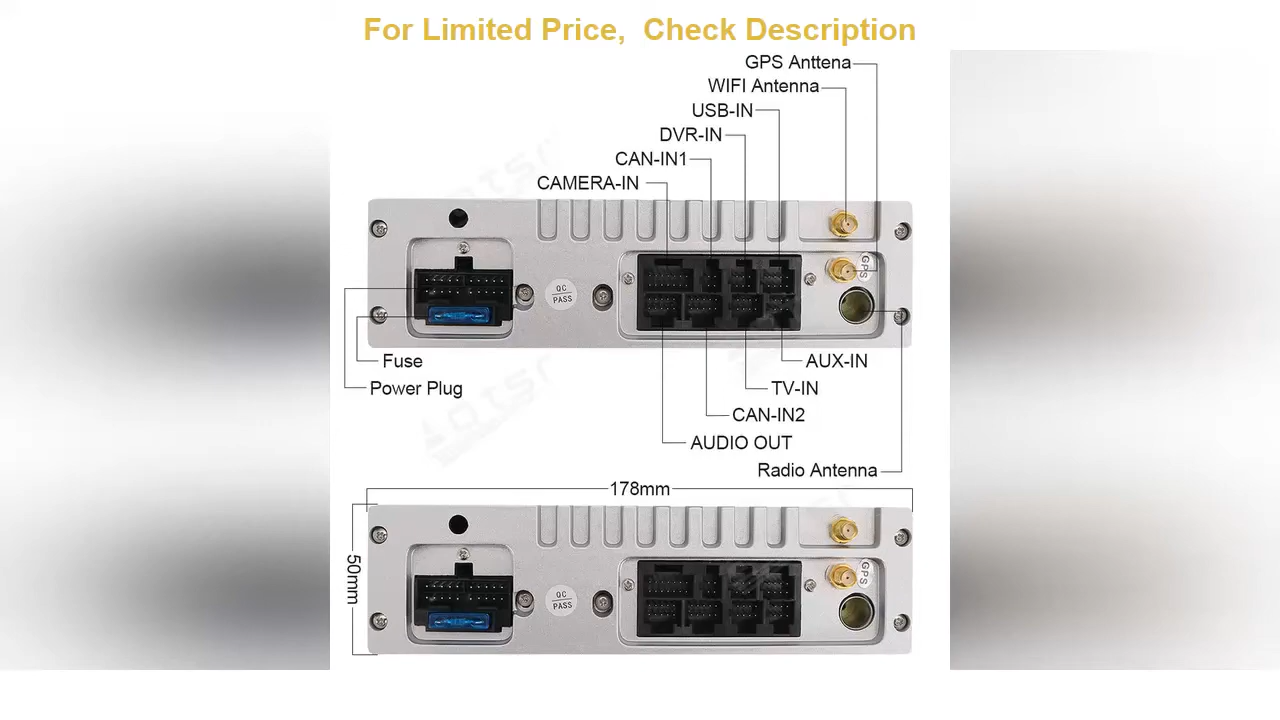 For Limited Price,  Check Description
GPS Anttena
WIFI Antenna
USB-IN
DVR-IN
CAN-IN1
CAMERA-IN
GPS
QC
PASS
Fuse
Power Plug
AUX-IN
TV-IN
CAN-IN2
AUDIO OUT
Radio Antenna
178mm
50mm
GPS
QC
PASS